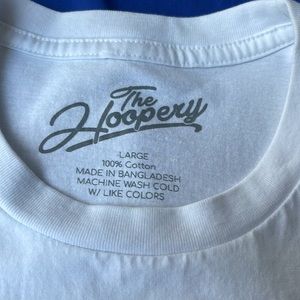 The
Hoopery
LARGE
100% Cotton
MADE IN BANGLADESH
MACHINE WASH COLD
W/ LIKE COLORS